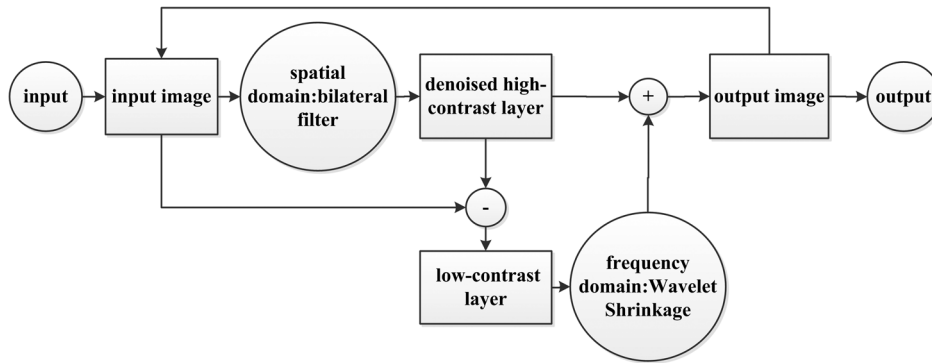 input
input image
spatial
domain:bilateral
filter
denoised high-
contrast layer
+
output image
output
-
low-contrast
layer
frequency
domain:Wavelet
Shrinkage